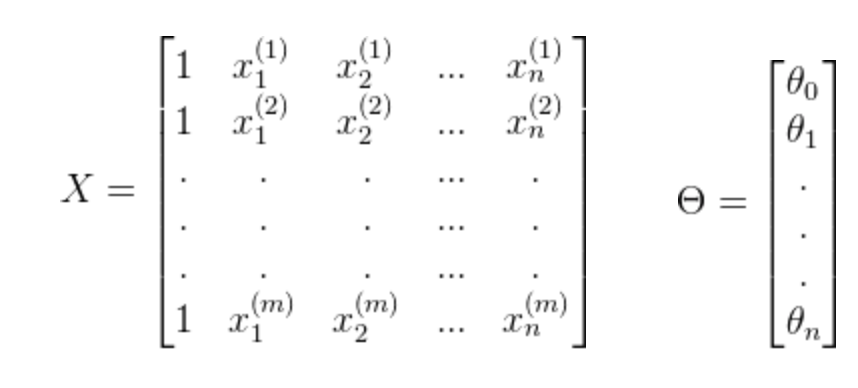 X = [ 1 x_1^{(1)} x_2^{(1)} ... x_n^{(1)} ]
[ 1 x_1^{(2)} x_2^{(2)} ... x_n^{(2)} ]
[ . . . ... . ]
[ . . . ... . ]
[ . . . ... . ]
[ 1 x_1^{(m)} x_2^{(m)} ... x_n^{(m)} ]
Θ = [ θ_0 ]
[ θ_1 ]
[ . ]
[ . ]
[ . ]
[ θ_n ]